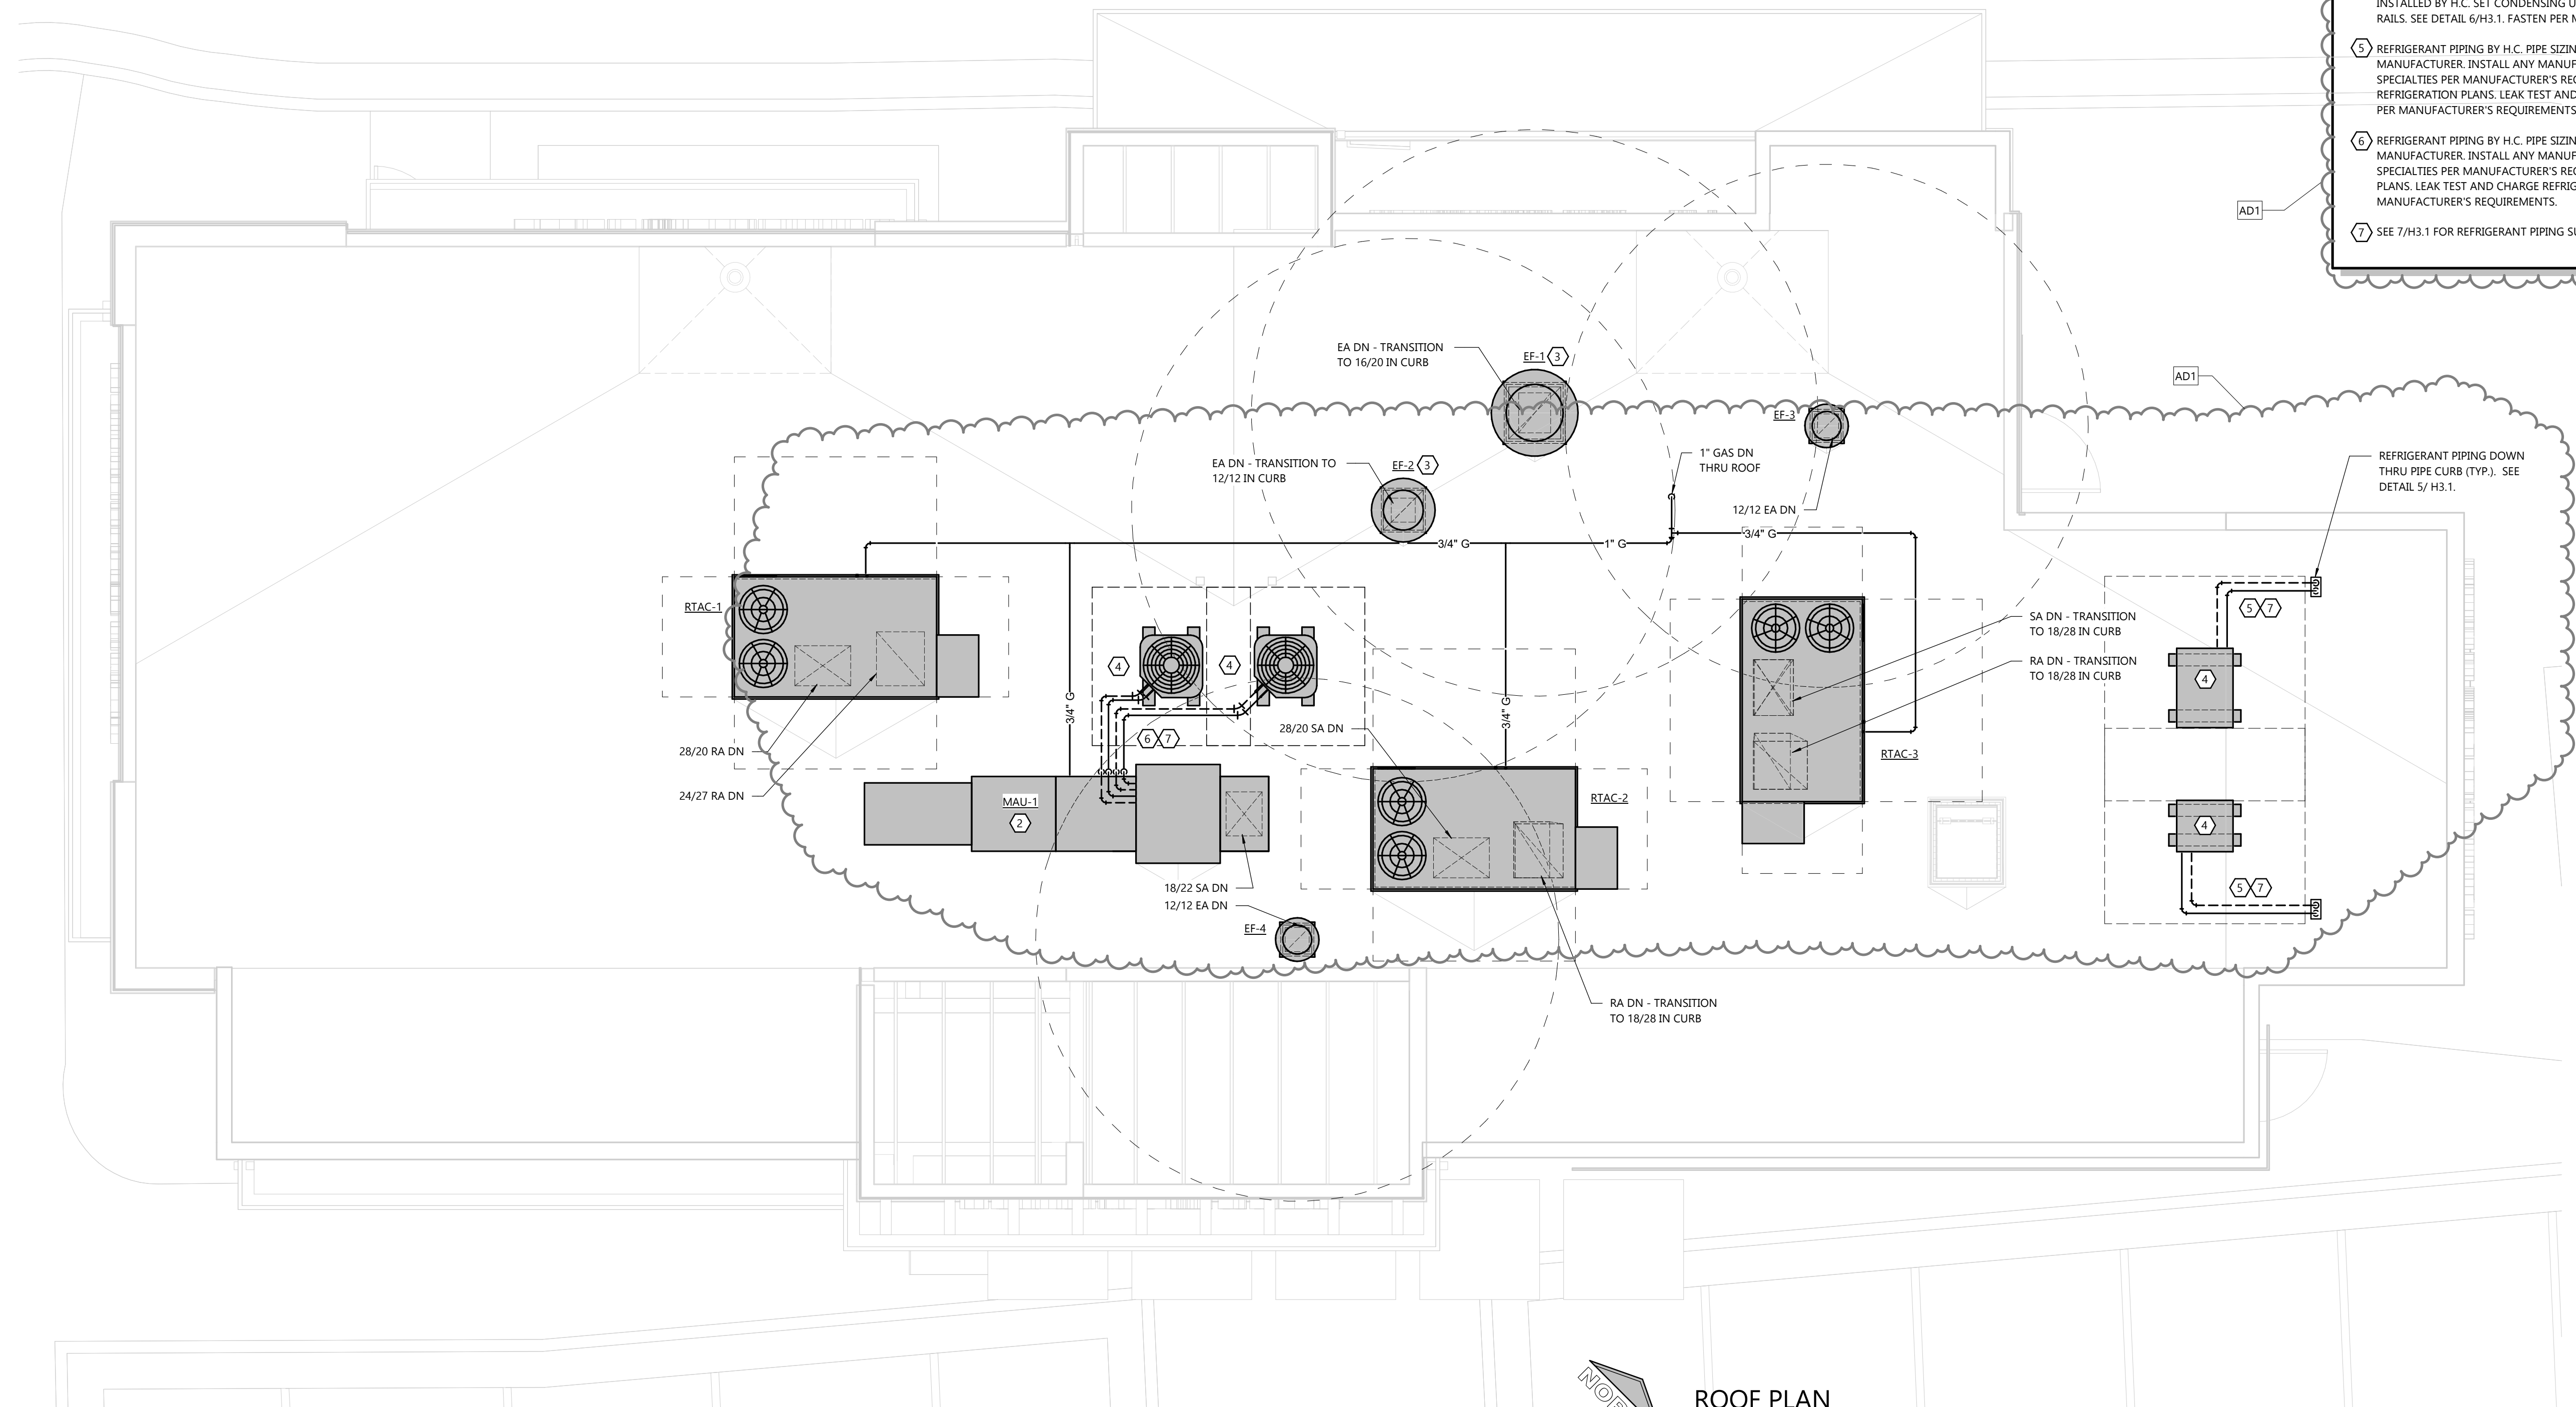 INSTALLED BY H.C. SET CONDENSING U
RAILS. SEE DETAIL 6/H3.1. FASTEN PER M
5 REFRIGERANT PIPING BY H.C. PIPE SIZIN
MANUFACTURER. INSTALL ANY MANUF
SPECIALTIES PER MANUFACTURER'S REC
REFRIGERATION PLANS. LEAK TEST AND
PER MANUFACTURER'S REQUIREMENTS
6 REFRIGERANT PIPING BY H.C. PIPE SIZIN
MANUFACTURER. INSTALL ANY MANUF
SPECIALTIES PER MANUFACTURER'S REC
PLANS. LEAK TEST AND CHARGE REFRIG
MANUFACTURER'S REQUIREMENTS.
7 SEE 7/H3.1 FOR REFRIGERANT PIPING SU
AD1
AD1
EA DN - TRANSITION
TO 16/20 IN CURB
EF-1 3
EF-3
EA DN - TRANSITION TO
12/12 IN CURB
EF-2 3
1" GAS DN
THRU ROOF
12/12 EA DN
REFRIGERANT PIPING DOWN
THRU PIPE CURB (TYP.). SEE
DETAIL 5/ H3.1.
3/4" G
1" G
3/4" G
RTAC-1
4
4
5 7
SA DN - TRANSITION
TO 18/28 IN CURB
RA DN - TRANSITION
TO 18/28 IN CURB
4
3/4" G
3/4" G
28/20 SA DN
6 7
28/20 RA DN
24/27 RA DN
RTAC-3
MAU-1
2
RTAC-2
4
18/22 SA DN
12/12 EA DN
5 7
EF-4
RA DN - TRANSITION
TO 18/28 IN CURB
NOR
ROOF PLAN